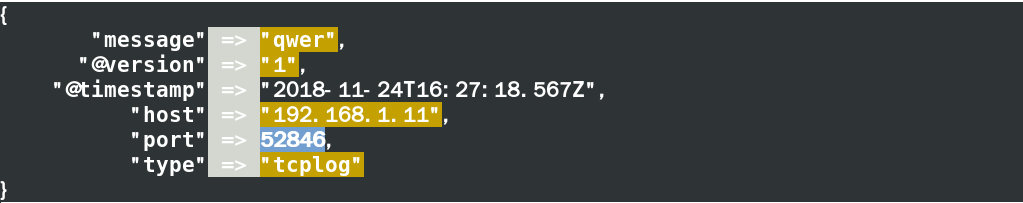 {
"message" => "qwer",
"@version" => "1",
"@timestamp" => "2018-11-24T16:27:18.567Z",
"host" => "192.168.1.11",
"port" => 52846,
"type" => "tcplog"
}